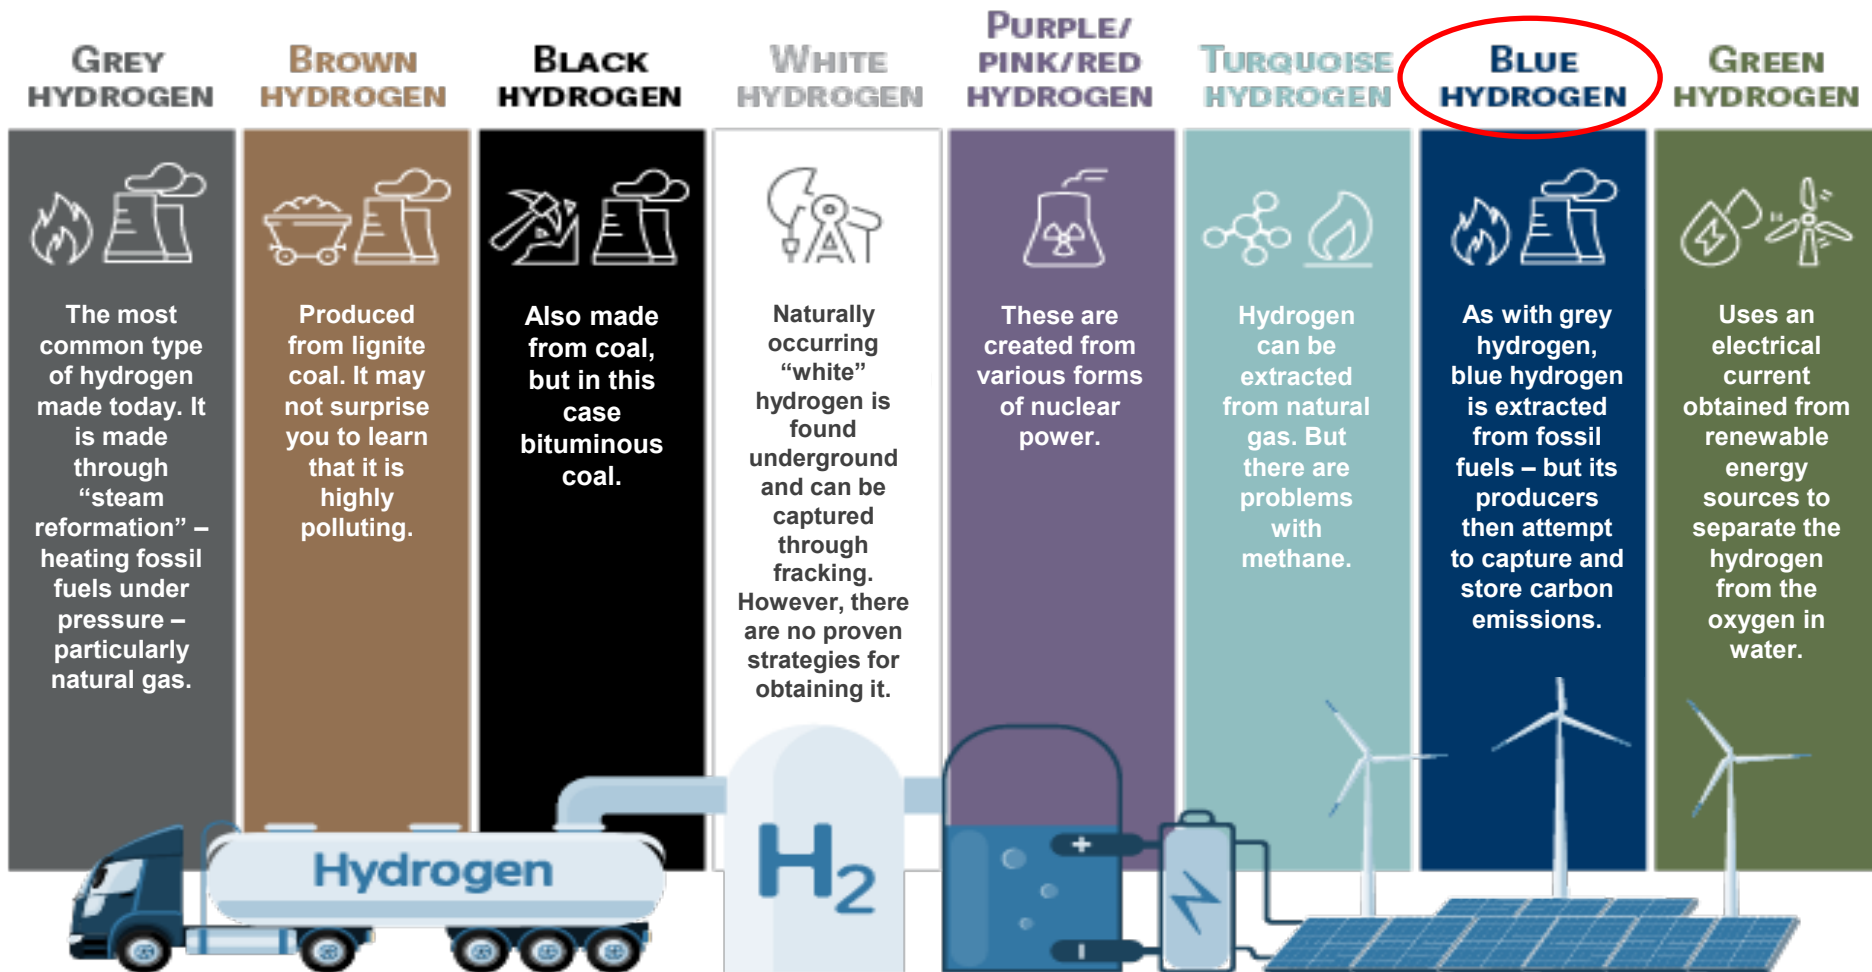 GREY
HYDROGEN
The most
common type
of hydrogen
made today. It
is made
through
“steam
reformation” –
heating fossil
fuels under
pressure –
particularly
natural gas.
BROWN
HYDROGEN
Produced
from lignite
coal. It may
not surprise
you to learn
that it is
highly
polluting.
BLACK
HYDROGEN
Also made
from coal,
but in this
case
bituminous
coal.
WHITE
HYDROGEN
Naturally
occurring
“white”
hydrogen is
found
underground
and can be
captured
through
fracking.
However, there
are no proven
strategies for
obtaining it.
PURPLE/
PINK/RED
HYDROGEN
These are
created from
various forms
of nuclear
power.
TURQUOISE
HYDROGEN
Hydrogen
can be
extracted
from natural
gas. But
there are
problems
with
methane.
BLUE
HYDROGEN
As with grey
hydrogen,
blue hydrogen
is extracted
from fossil
fuels – but its
producers
then attempt
to capture and
store carbon
emissions.
GREEN
HYDROGEN
Uses an
electrical
current
obtained from
renewable
energy
sources to
separate the
hydrogen
from the
oxygen in
water.
Hydrogen
H2
+
–